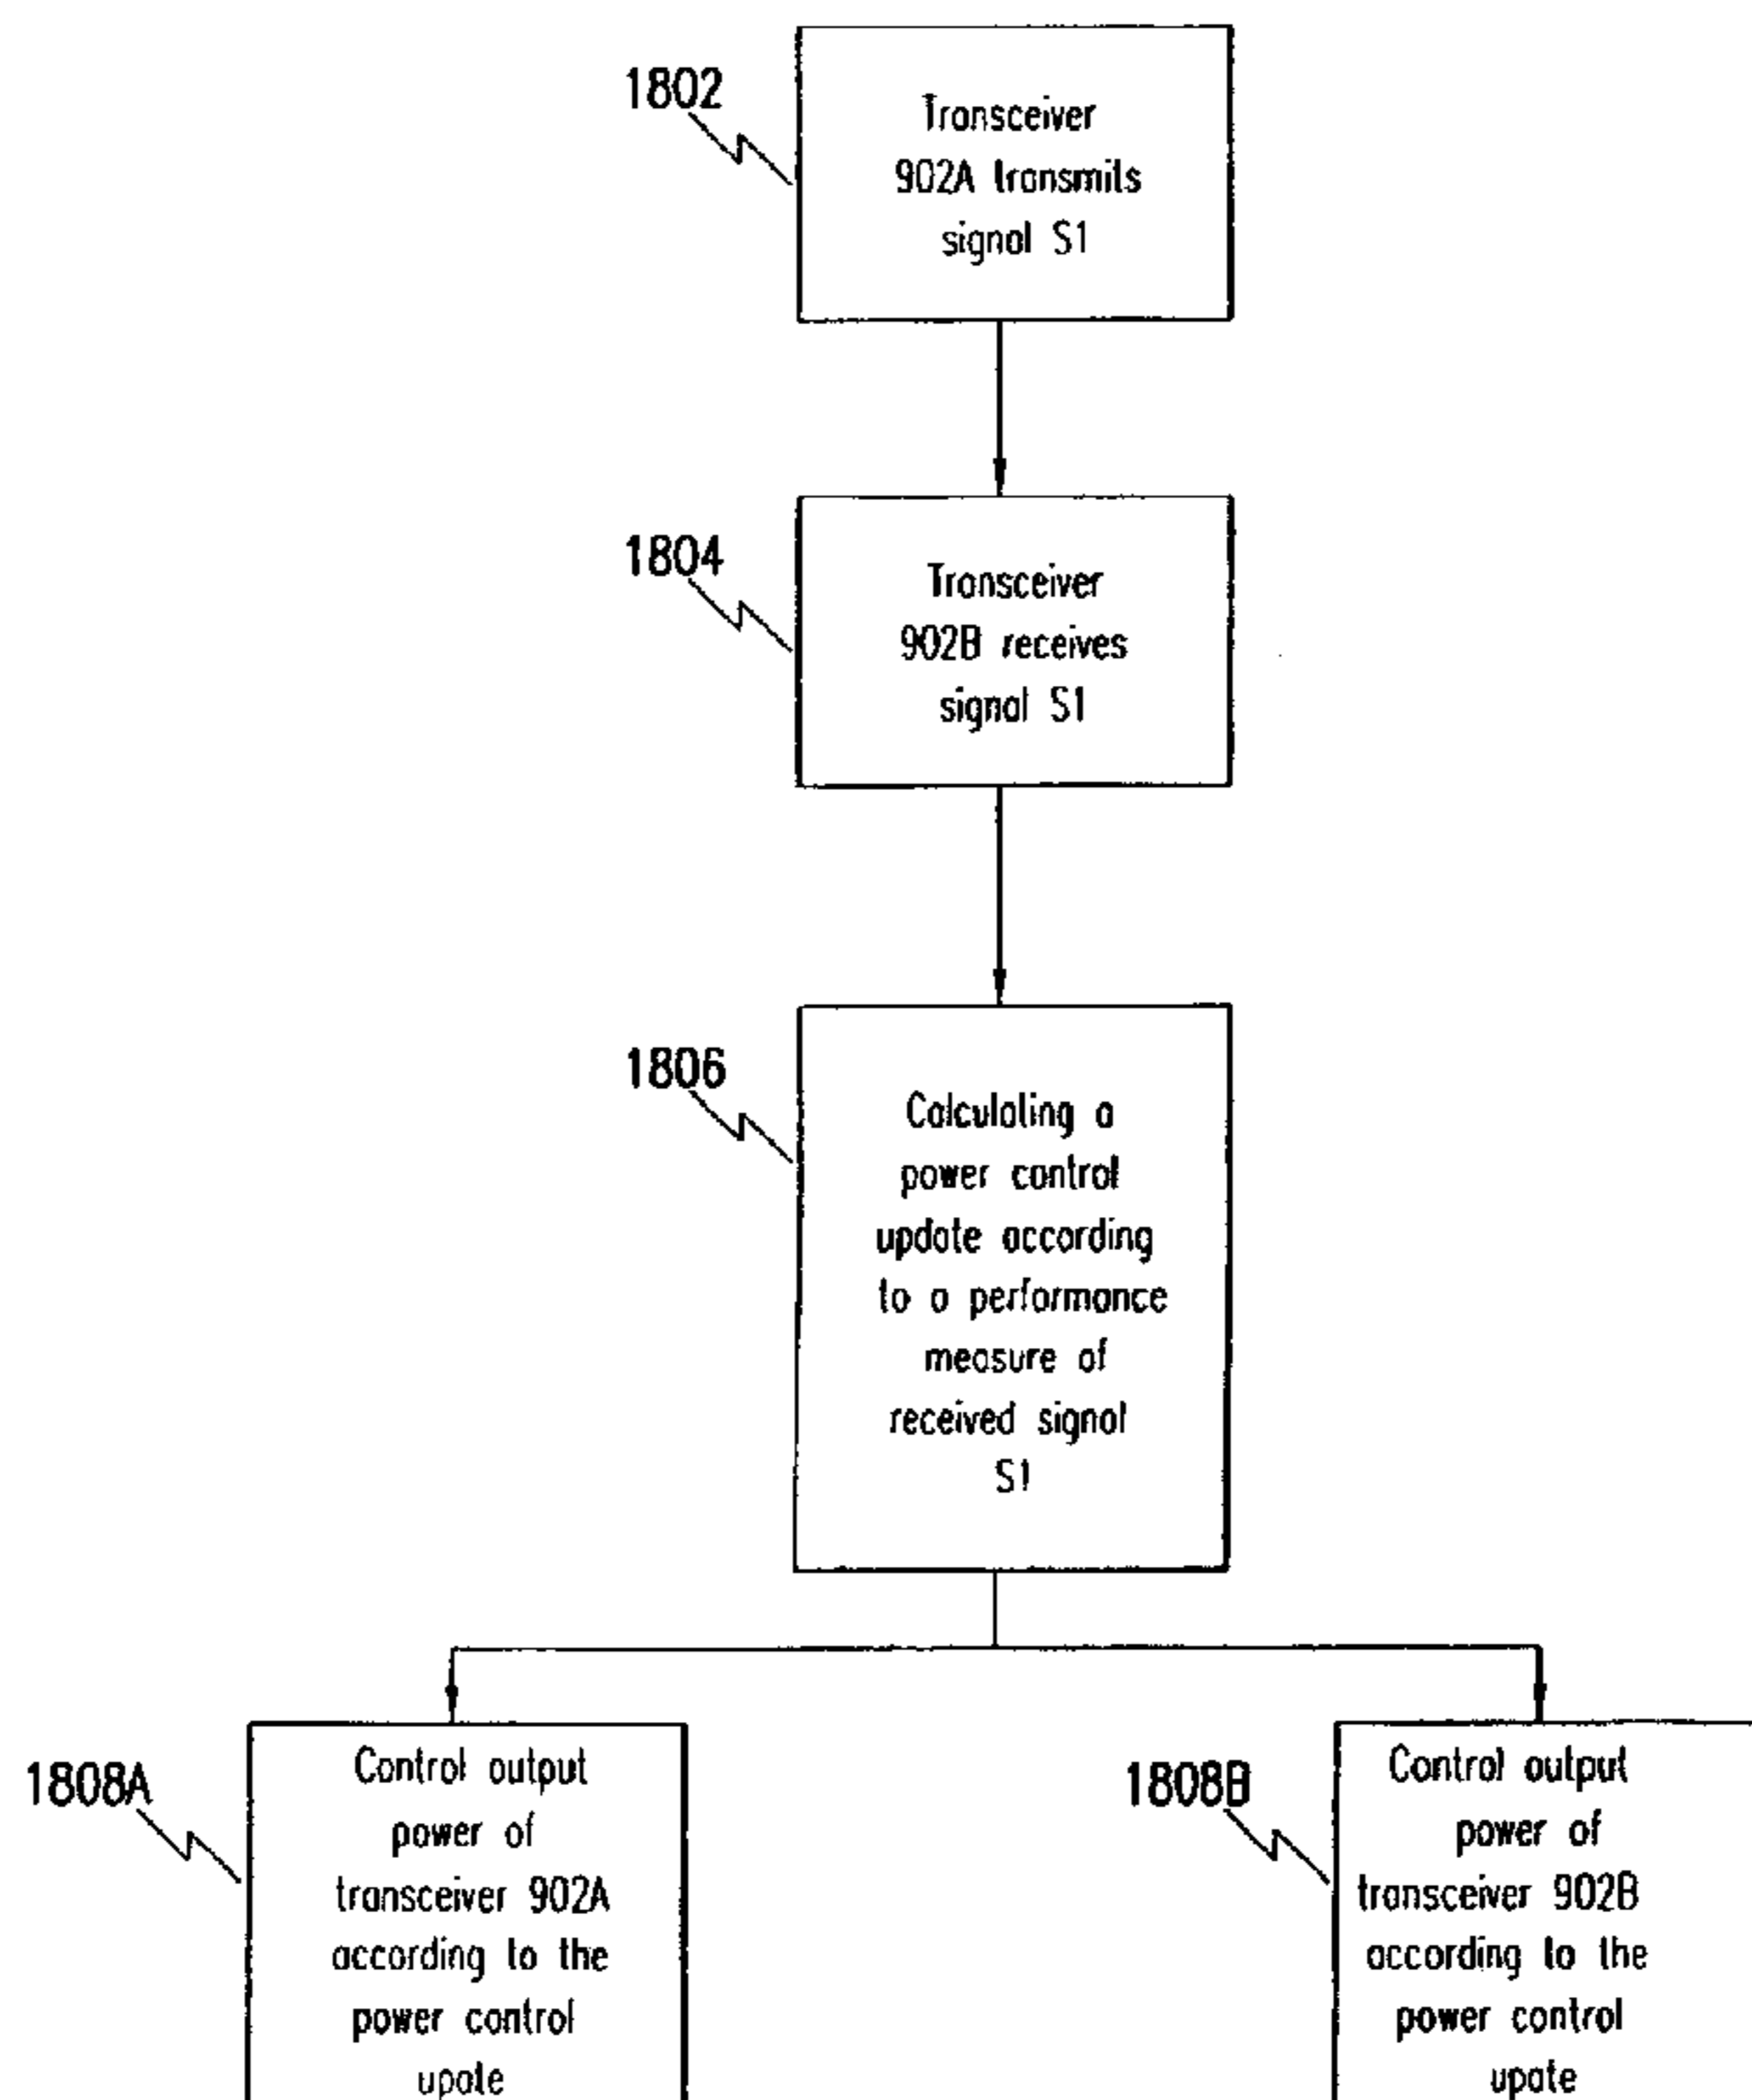 1802
Transceiver
902A transmits
signal S1
1804
Transceiver
902B receives
signal S1
1806
Calculating a
power control
update according
to a performance
measure of
received signal
S1
1808A
Control output
power of
transceiver 902A
according to the
power control
upate
1808B
Control output
power of
transceiver 902B
according to the
power control
upate